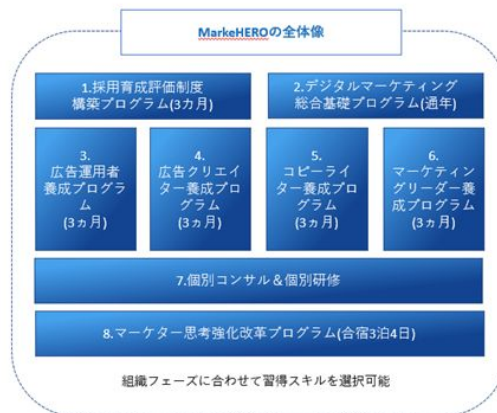 MarkeHEROの全体像
1.採用育成評価制度
構築プログラム(3カ月)
2.デジタルマーケティング
総合基礎プログラム(通年)
3.
広告運用者
養成プログラ
ム
(3ヵ月)
4.
広告クリエイ
ター養成プロ
グラム
(3ヵ月)
5.
コピーライ
ター養成プロ
グラム
(3ヵ月)
6.
マーケティン
グリーダー養
成プログラム
(3ヵ月)
7.個別コンサル＆個別研修
8.マーケター思考強化改革プログラム(合宿3泊4日)
組織フェーズに合わせて習得スキルを選択可能